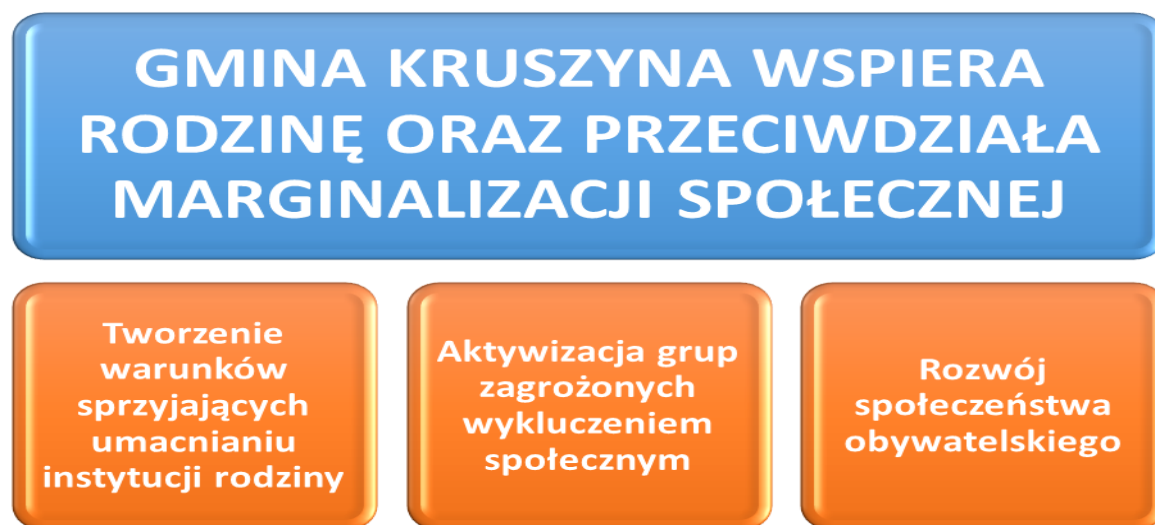 GMINA KRUSZYNA WSPIERA
RODZINĘ ORAZ PRZECIWDZIAŁA
MARGINALIZACJI SPOŁECZNEJ
Tworzenie
warunków
sprzyjających
umacnianiu
instytucji rodziny
Aktywizacja grup
zagrożonych
wykluczeniem
społecznym
Rozwój
społeczeństwa
obywatelskiego